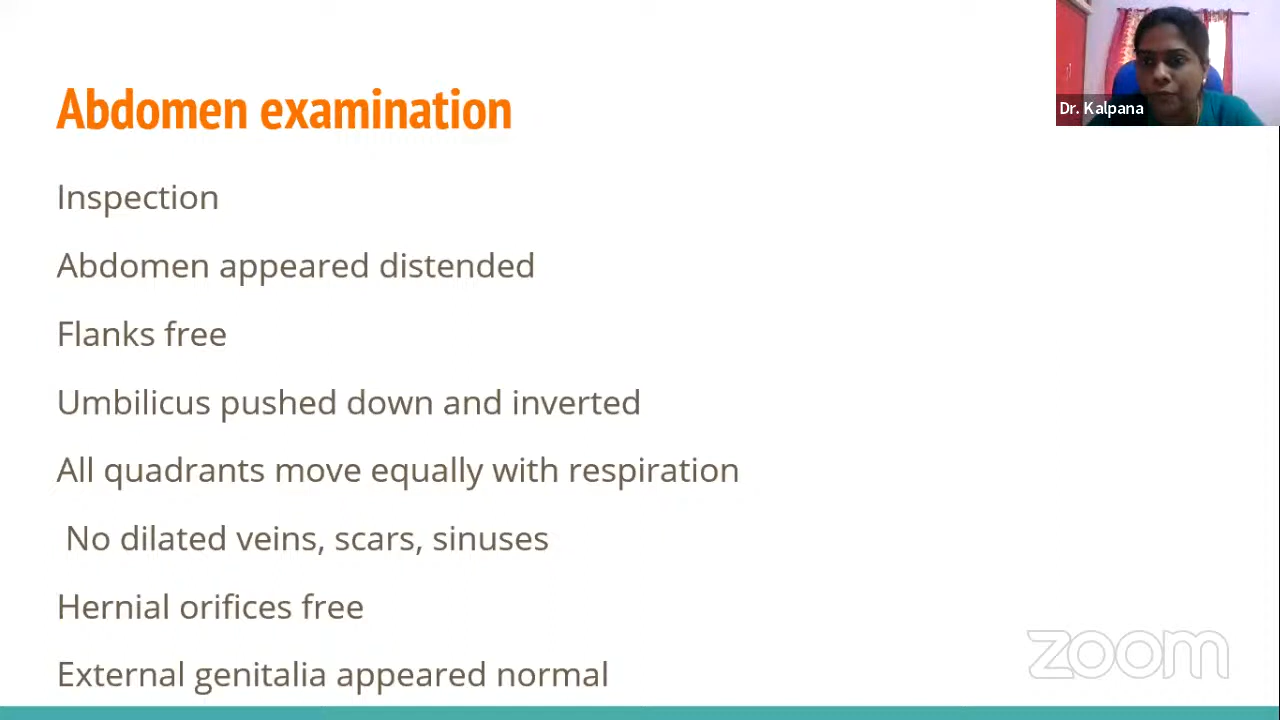 Abdomen examination
Dr. Kalpana
Inspection
Abdomen appeared distended
Flanks free
Umbilicus pushed down and inverted
All quadrants move equally with respiration
No dilated veins, scars, sinuses
Hernial orifices free
External genitalia appeared normal
zoom